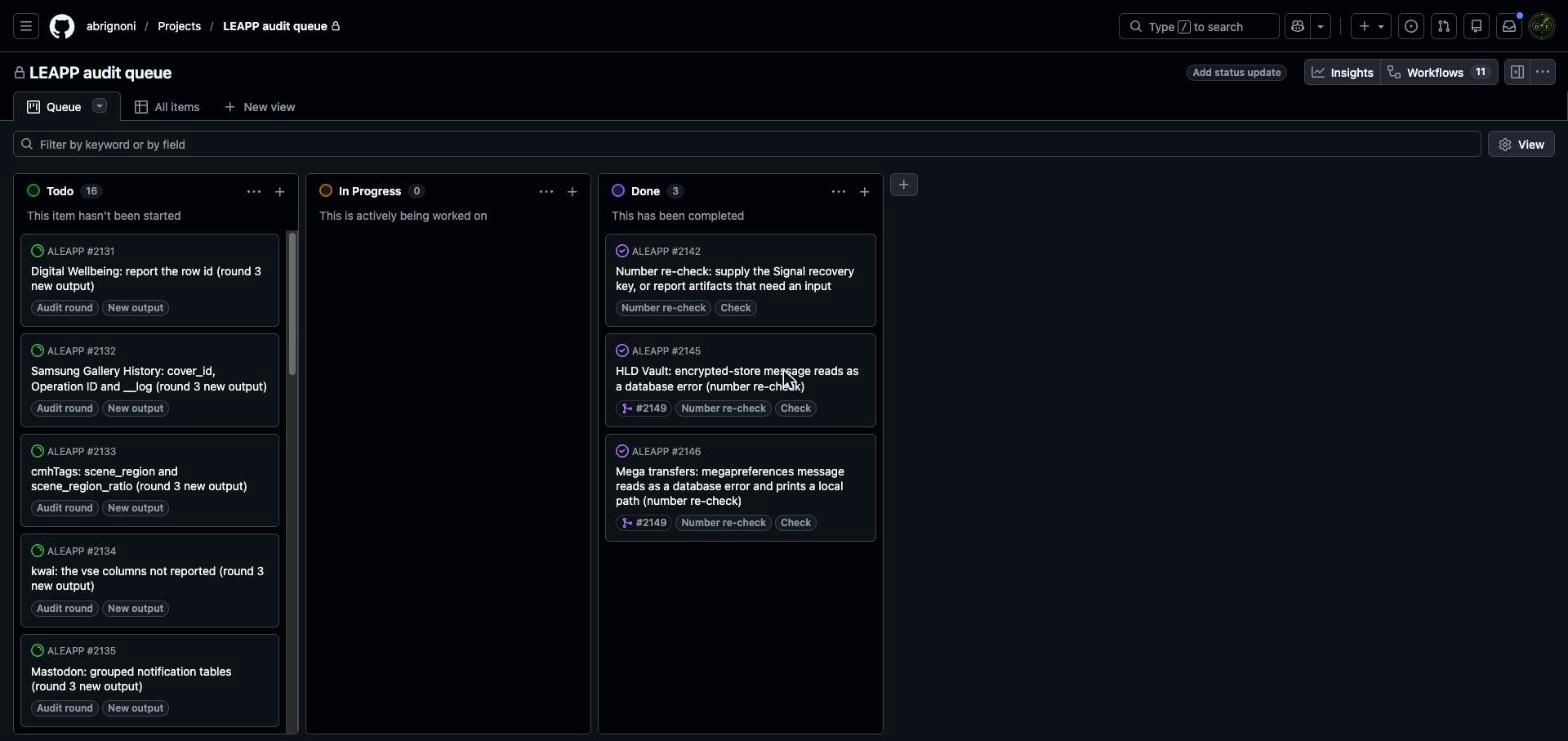 abrignoni / Projects / LEAPP audit queue
Type / to search
LEAPP audit queue
Add status update
Insights
Workflows 11
Queue
All items
New view
Filter by keyword or by field
View
Todo 16
This item hasn't been started
ALEAPP #2131
Digital Wellbeing: report the row id (round 3
new output)
Audit round New output
ALEAPP #2132
Samsung Gallery History: cover_id,
Operation ID and __log (round 3 new output)
Audit round New output
ALEAPP #2133
cmhTags: scene_region and
scene_region_ratio (round 3 new output)
Audit round New output
ALEAPP #2134
kwai: the vse columns not reported (round 3
new output)
Audit round New output
ALEAPP #2135
Mastodon: grouped notification tables
(round 3 new output)
Audit round New output
In Progress 0
This is actively being worked on
Done 3
This has been completed
ALEAPP #2142
Number re-check: supply the Signal recovery
key, or report artifacts that need an input
Number re-check Check
ALEAPP #2145
HLD Vault: encrypted-store message reads as
a database error (number re-check)
#2149 Number re-check Check
ALEAPP #2146
Mega transfers: megapreferences message
reads as a database error and prints a local
path (number re-check)
#2149 Number re-check Check